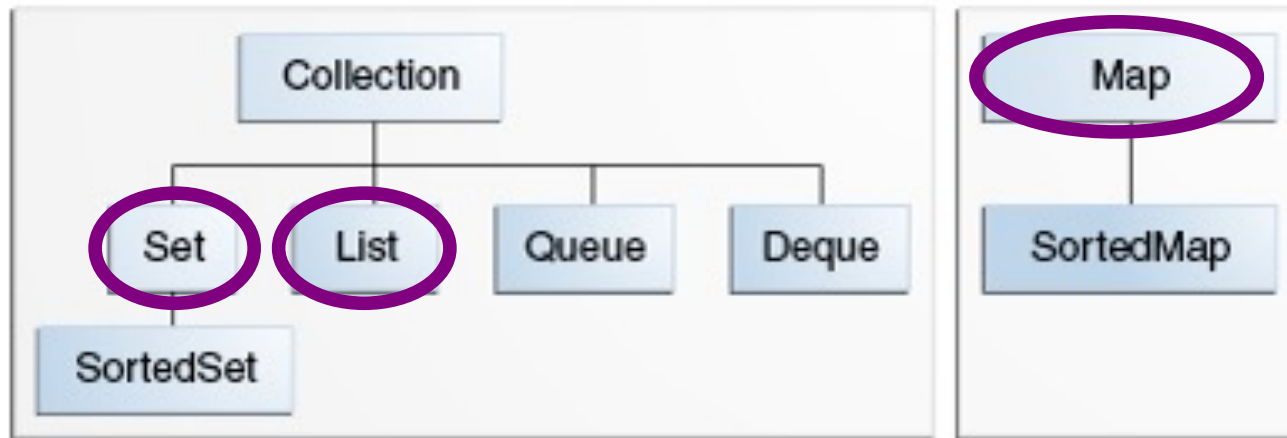 Collection
Map
Set
List
Queue
Deque
SortedMap
SortedSet